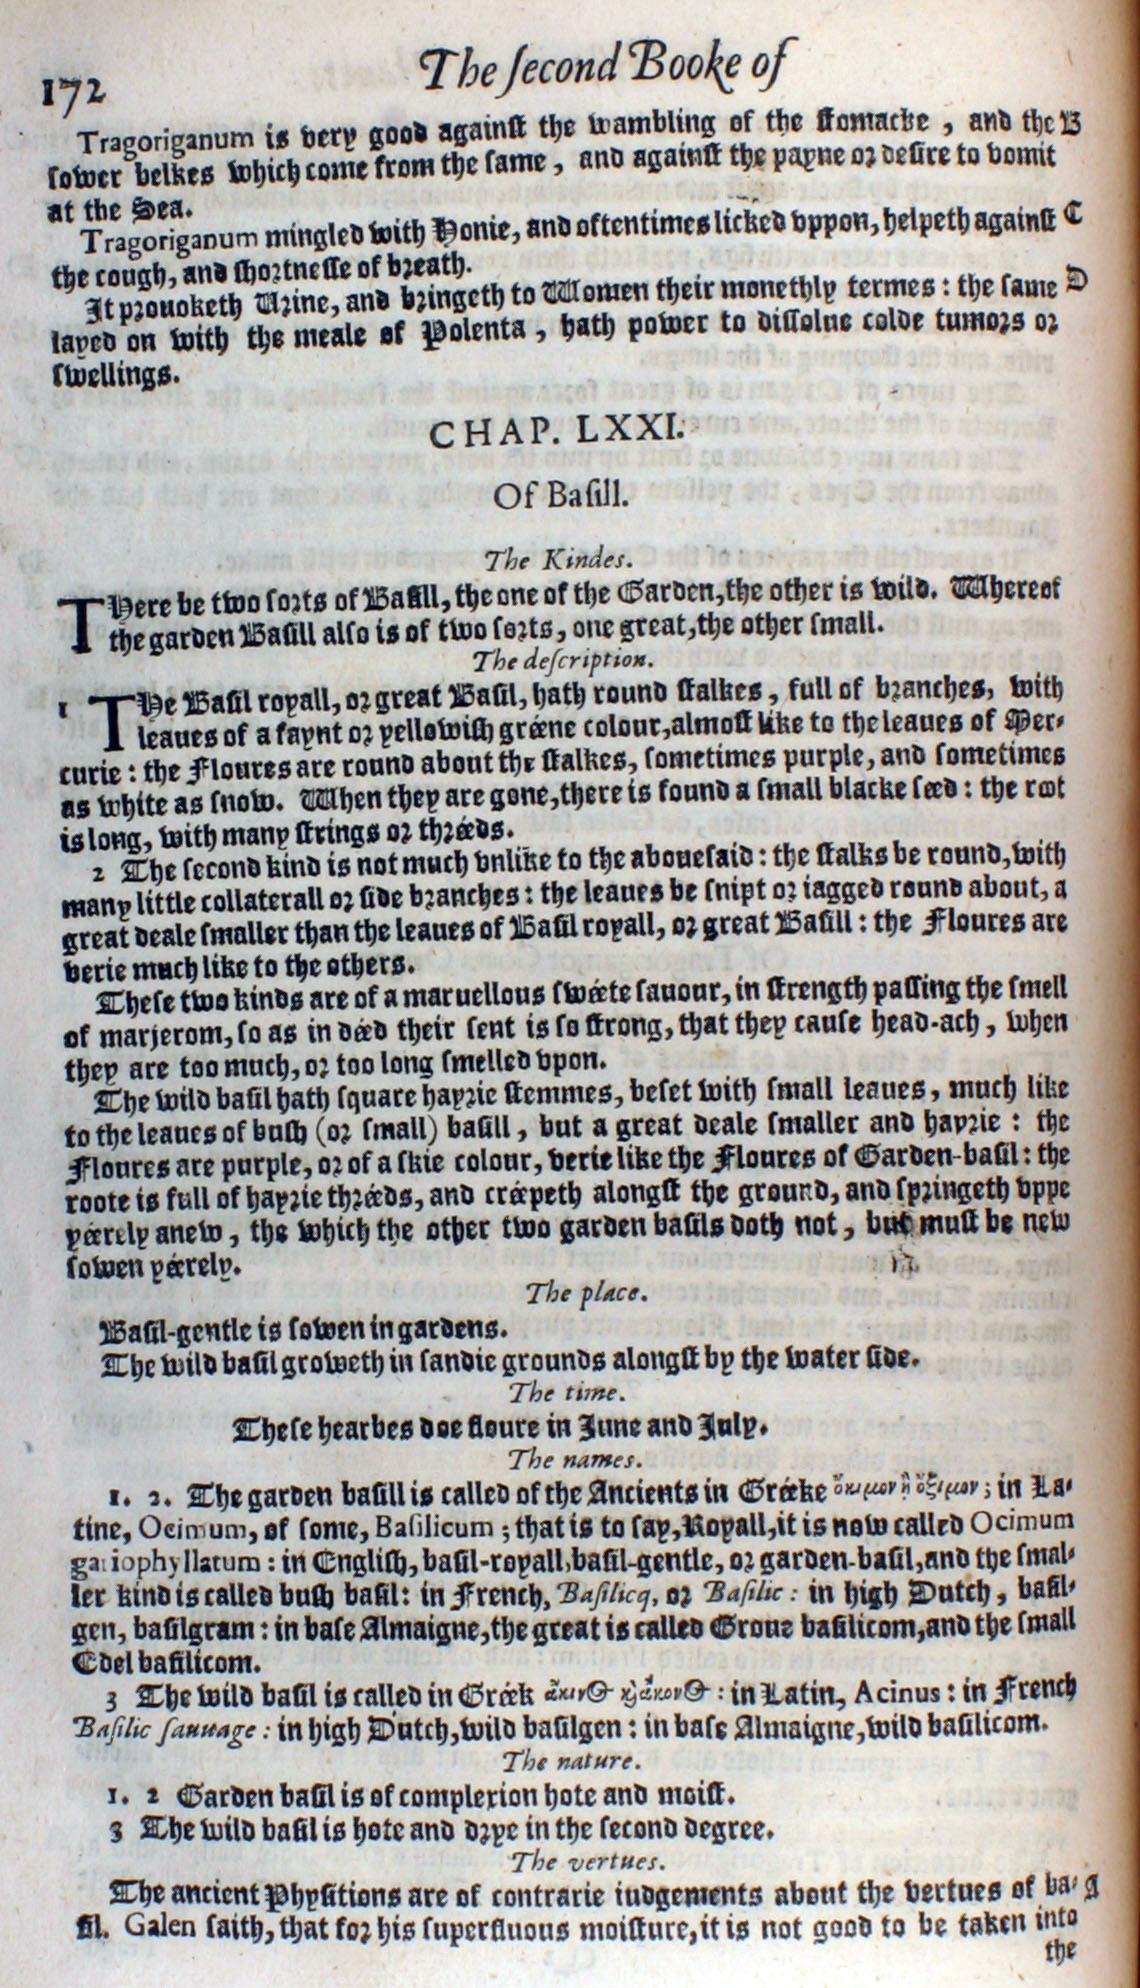 172
The ſecond Booke of
Tragoriganum is very good againſt the wambling of the ſtomacke , and the B
ſower belkes which come from the ſame , and againſt the payne or deſire to vomit
at the Sea.
Tragoriganum mingled with Honie, and oftentimes licked vppon, helpeth againſt C
the cough, and ſhortneſſe of breath.
It prouoketh Urine, and bringeth to Women their monethly termes : the ſame D
layed on with the meale of Polenta , hath power to diſſolue colde tumors or
ſwellings.
CHAP. LXXI.
Of Baſill.
The Kindes.
THere be two ſorts of Baſill, the one of the Garden, the other is wild. Whereof
the garden Baſill alſo is of two ſorts, one great, the other ſmall.
The deſcription.
1 THe Baſil royall, or great Baſil, hath round ſtalkes, full of branches, with
leaues of a faynt or yellowiſh gréene colour, almoſt like to the leaues of Mer-
curie : the Floures are round about the ſtalkes, ſometimes purple, and ſometimes
as white as ſnow. When they are gone, there is found a ſmall blacke ſéed : the root
is long, with many ſtrings or thréeds.
2 The ſecond kind is not much vnlike to the aboueſaid : the ſtalks be round, with
many little collaterall or ſide branches : the leaues be ſnipt or iagged round about, a
great deale ſmaller than the leaues of Baſil royall, or great Baſill : the Floures are
verie much like to the others.
Theſe two kinds are of a maruellous ſwéete ſauour, in ſtrength paſſing the ſmell
of marjerom, ſo as in déed their ſent is ſo ſtrong, that they cauſe head-ach, when
they are too much, or too long ſmelled vpon.
The wild baſil hath ſquare hayrie ſtemmes, beſet with ſmall leaues, much like
to the leaues of buſh (or ſmall) baſill, but a great deale ſmaller and hayrie : the
Floures are purple, or of a ſkie colour, verie like the Floures of Garden-baſil : the
roote is full of hayrie thréeds, and créepeth alongſt the ground, and ſpringeth vppe
yéerely anew, the which the other two garden baſils doth not, but muſt be new
ſowen yéerely.
The place.
Baſil-gentle is ſowen in gardens.
The wild baſil groweth in ſandie grounds alongſt by the water ſide.
The time.
Theſe hearbes doe floure in June and July.
The names.
1. 2. The garden baſill is called of the Ancients in Gréeke ὤκιμον ἢ ὤξιμον ; in La-
tine, Ocimum, of ſome, Baſilicum ; that is to ſay, Royall, it is now called Ocimum
gariophyllatum : in Engliſh, baſil-royall, baſil-gentle, or garden-baſil, and the ſmal-
ler kind is called buſh baſil: in French, Baſilicq, or Baſilic : in high Dutch, baſil-
gen, baſilgram : in baſe Almaigne, the great is called Grouz baſilicom, and the ſmall
Edel baſilicom.
3 The wild baſil is called in Gréek ἄκινος κ̀ ἄκονος : in Latin, Acinus : in French
Baſilic ſauuage : in high Dutch, wild baſilgen : in baſe Almaigne, wild baſilicom.
The nature.
1. 2 Garden baſil is of complexion hote and moiſt.
3 The wild baſil is hote and drye in the ſecond degree.
The vertues.
The ancient Phyſitions are of contrarie iudgements about the vertues of ba- A
ſil. Galen ſaith, that for his ſuperfluous moiſture, it is not good to be taken into
the